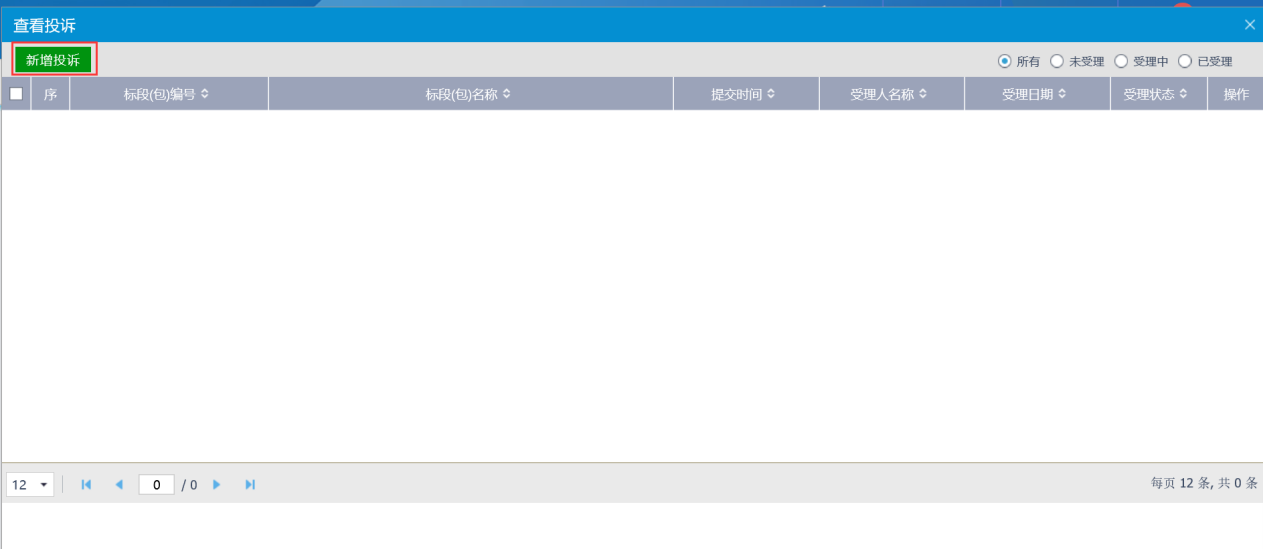 查看投诉
新增投诉
所有 未受理 受理中 已受理
序 标段(包)编号 标段(包)名称 提交时间 受理人名称 受理日期 受理状态 操作
12 0 / 0 每页 12 条, 共 0 条